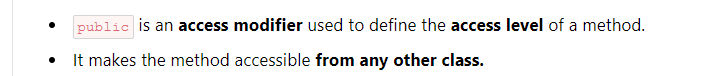 • public is an access modifier used to define the access level of a method.
• It makes the method accessible from any other class.